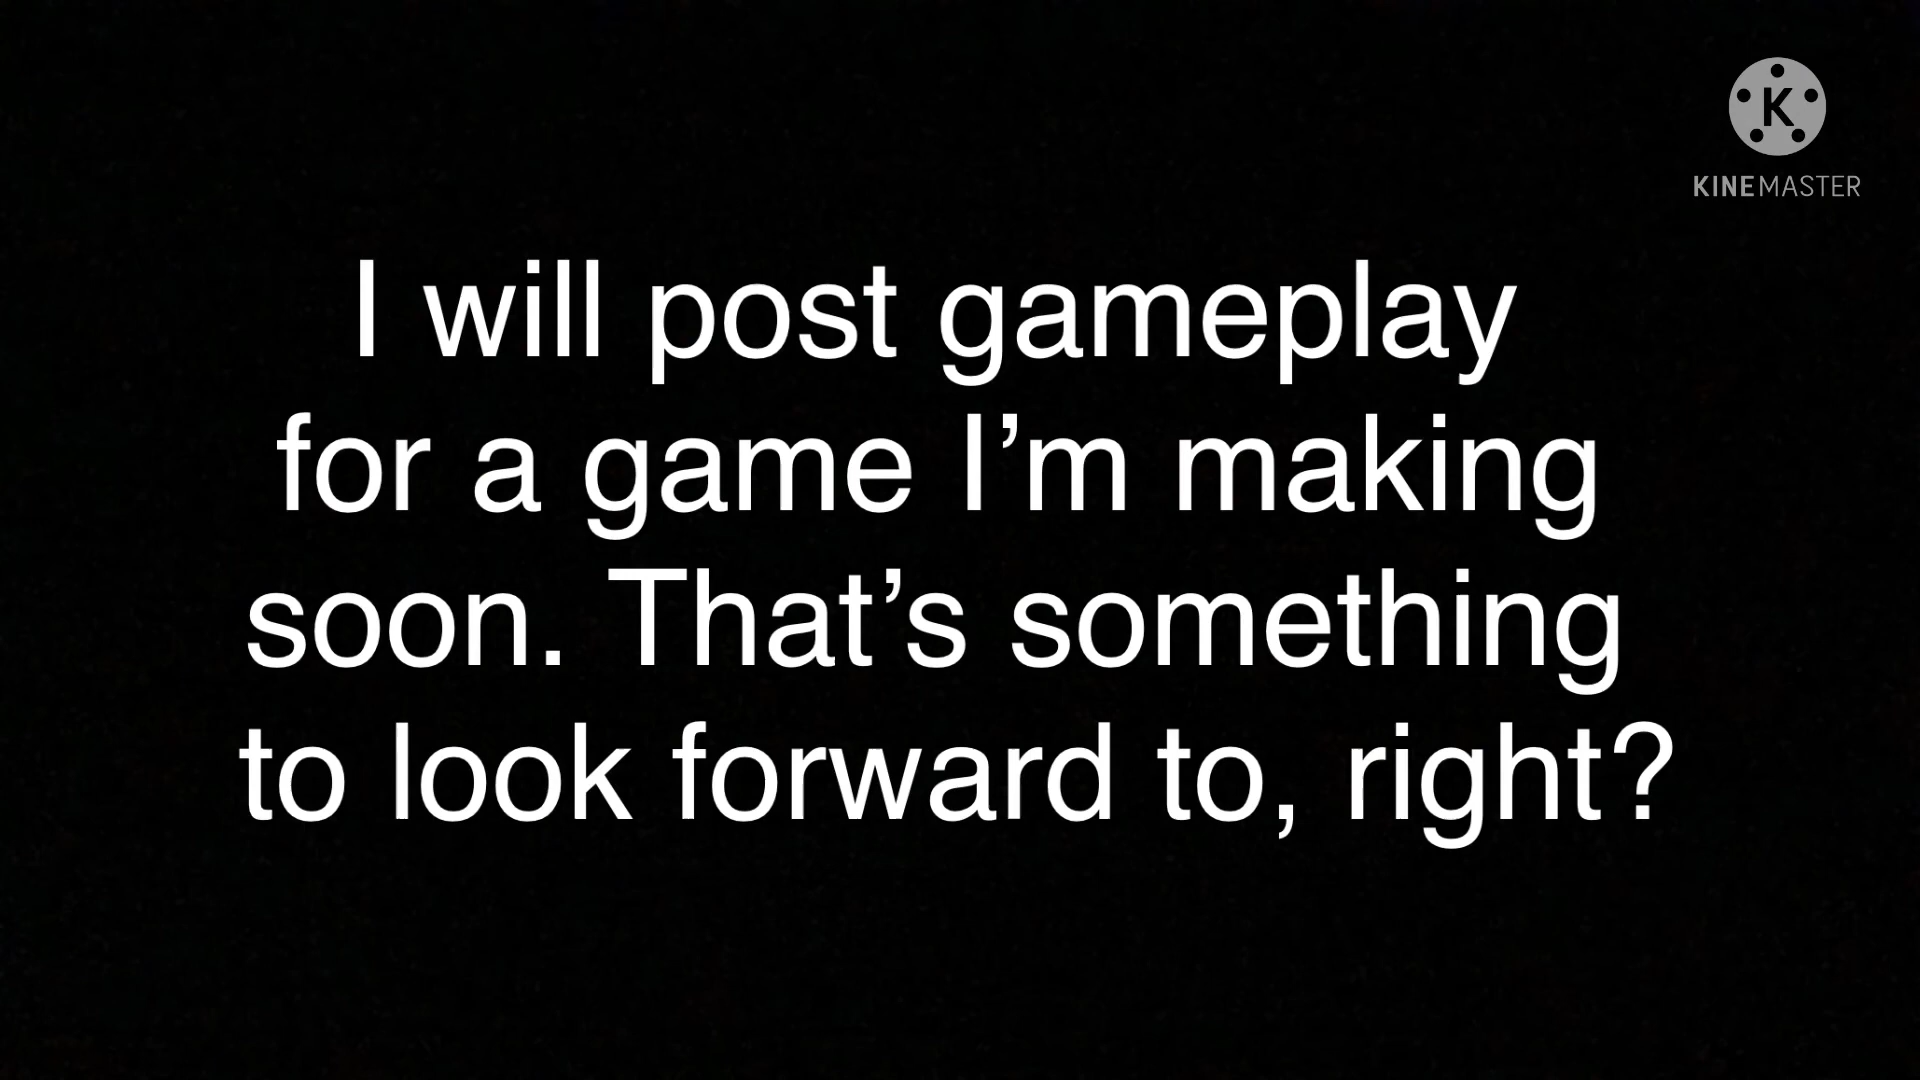 K
KINEMASTER
I will post gameplay
for a game I’m making
soon. That’s something
to look forward to, right?